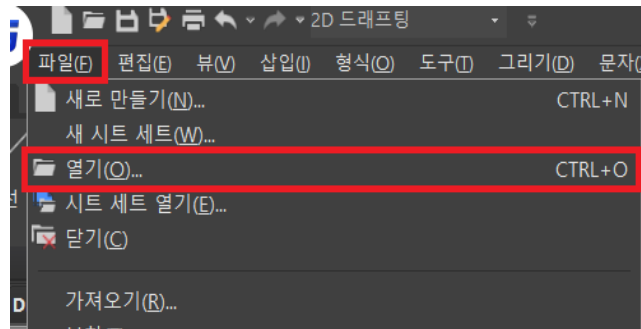 2D 드래프팅
파일(F) 편집(E) 뷰(V) 삽입(I) 형식(O) 도구(T) 그리기(D) 문자(
새로 만들기(N)... CTRL+N
새 시트 세트(W)...
열기(O)... CTRL+O
시트 세트 열기(E)...
닫기(C)
D
가져오기(R)...